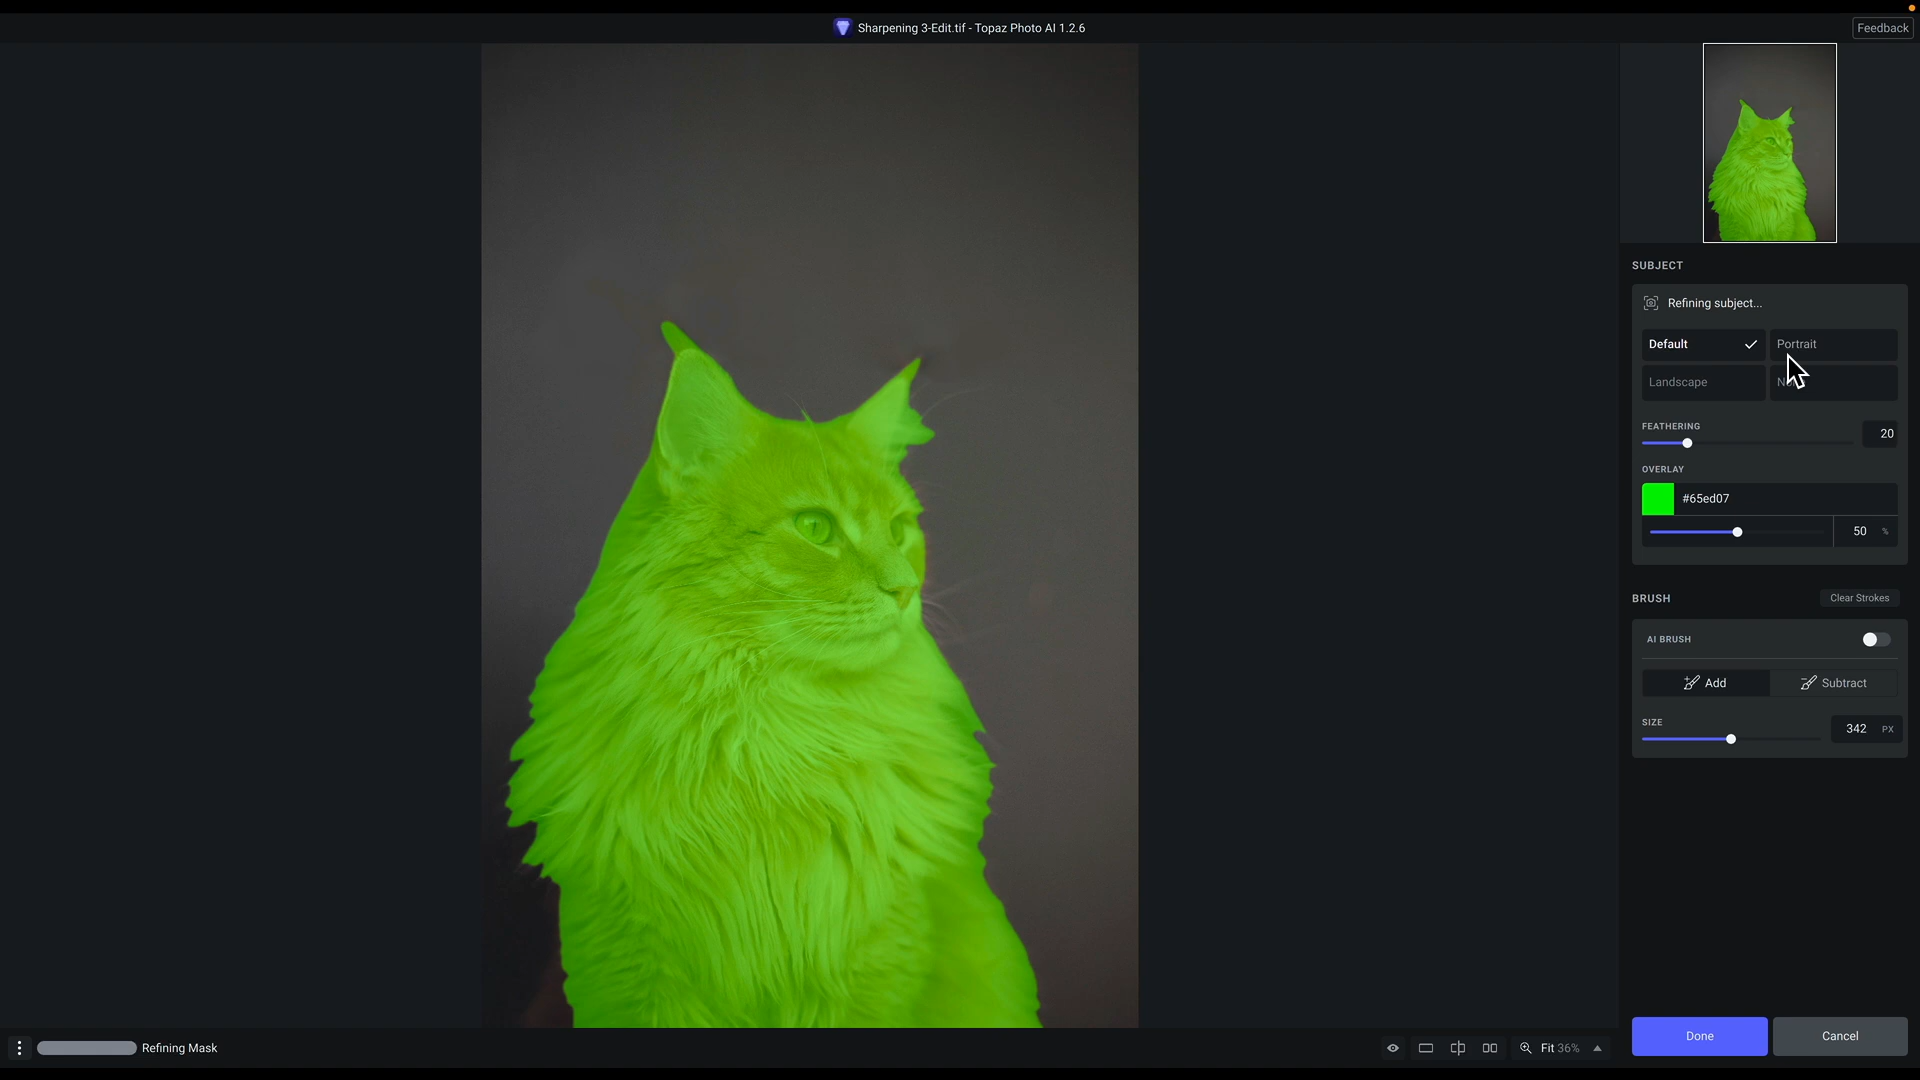 Sharpening 3-Edit.tif - Topaz Photo AI 1.2.6
Feedback
SUBJECT
Refining subject...
Default
Portrait
Landscape
FEATHERING
20
OVERLAY
#65ed07
50 %
BRUSH
Clear Strokes
AI BRUSH
Add
Subtract
SIZE
342 PX
Done
Cancel
Refining Mask
Fit 36%